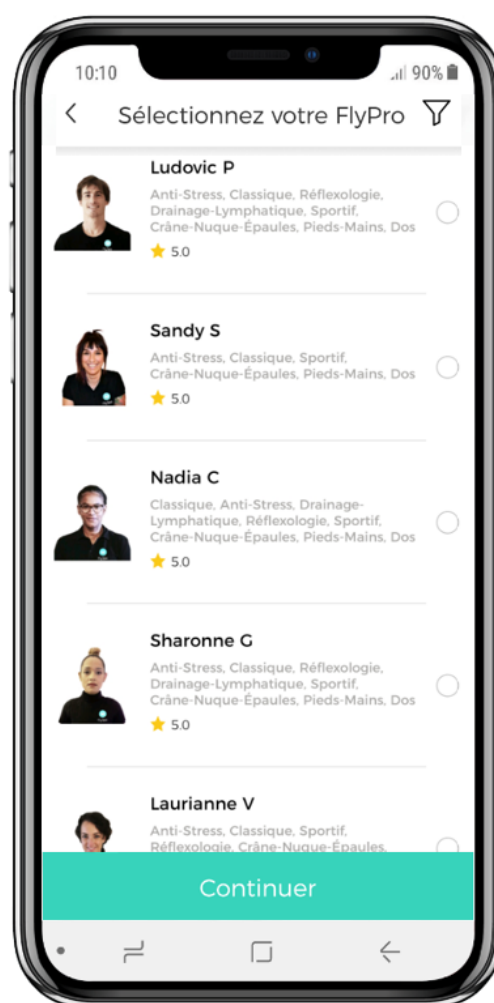 10:10
90%
Sélectionnez votre FlyPro
Ludovic P
Anti-Stress, Classique, Réflexologie,
Drainage-Lymphatique, Sportif,
Crâne-Nuque-Épaules, Pieds-Mains, Dos
5.0
Sandy S
Anti-Stress, Classique, Sportif,
Crâne-Nuque-Épaules, Pieds-Mains, Dos
5.0
Nadia C
Classique, Anti-Stress, Drainage-
Lymphatique, Réflexologie, Sportif,
Crâne-Nuque-Épaules, Pieds-Mains, Dos
5.0
Sharonne G
Anti-Stress, Classique, Réflexologie,
Drainage-Lymphatique, Sportif,
Crâne-Nuque-Épaules, Pieds-Mains, Dos
5.0
Laurianne V
Anti-Stress, Classique, Sportif,
Réflexologie, Crâne-Nuque-Épaules,
Continuer